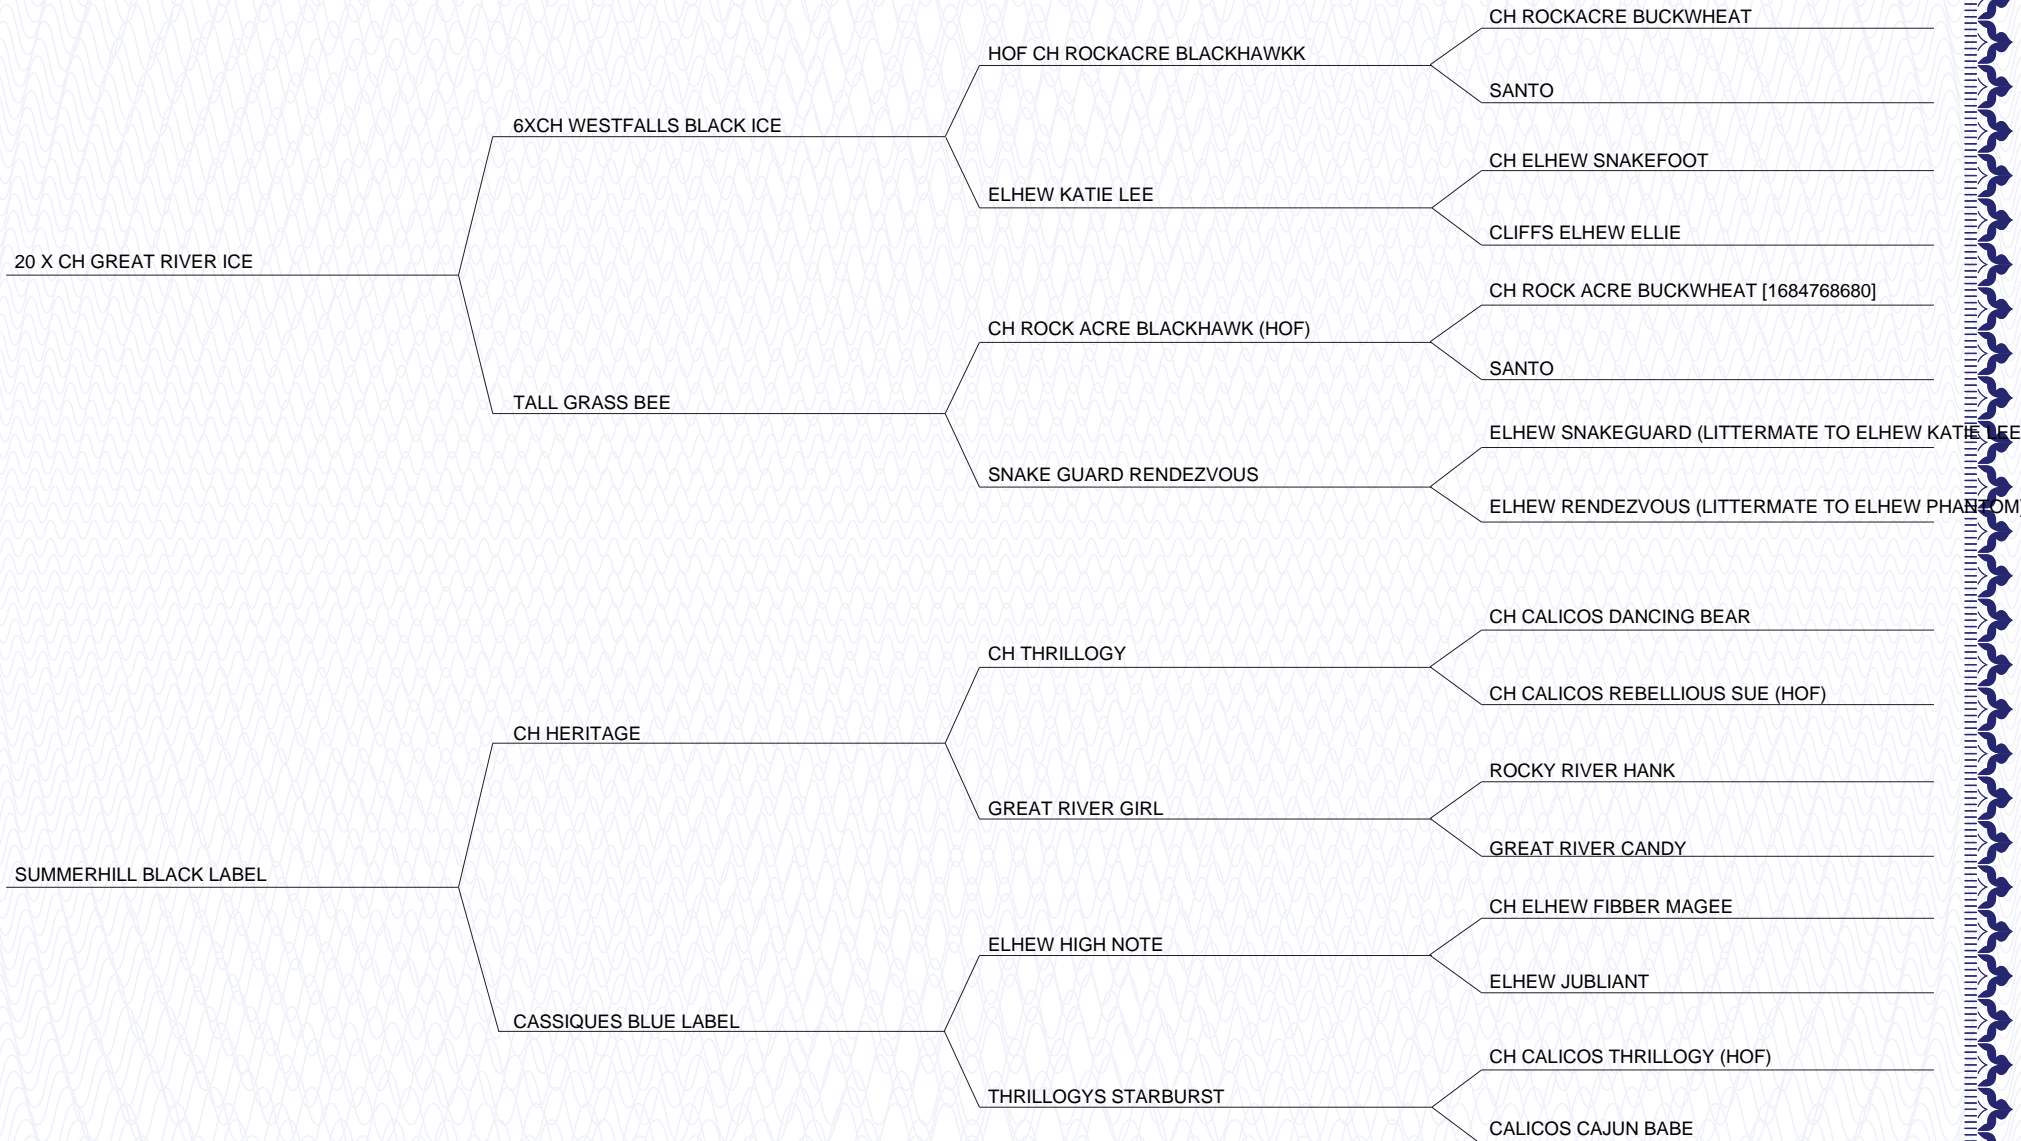 CH ROCKACRE BUCKWHEAT
HOF CH ROCKACRE BLACKHAWKK
SANTO
6XCH WESTFALLS BLACK ICE
CH ELHEW SNAKEFOOT
ELHEW KATIE LEE
CLIFFS ELHEW ELLIE
20 X CH GREAT RIVER ICE
CH ROCK ACRE BUCKWHEAT [1684768680]
CH ROCK ACRE BLACKHAWK (HOF)
SANTO
TALL GRASS BEE
ELHEW SNAKEGUARD (LITTERMATE TO ELHEW KATIE LEE
SNAKE GUARD RENDEZVOUS
ELHEW RENDEZVOUS (LITTERMATE TO ELHEW PHANTOM)
CH CALICOS DANCING BEAR
CH THRILLOGY
CH CALICOS REBELLIOUS SUE (HOF)
CH HERITAGE
ROCKY RIVER HANK
GREAT RIVER GIRL
GREAT RIVER CANDY
SUMMERHILL BLACK LABEL
CH ELHEW FIBBER MAGEE
ELHEW HIGH NOTE
ELHEW JUBLIANT
CASSIQUES BLUE LABEL
CH CALICOS THRILLOGY (HOF)
THRILLOGYS STARBURST
CALICOS CAJUN BABE